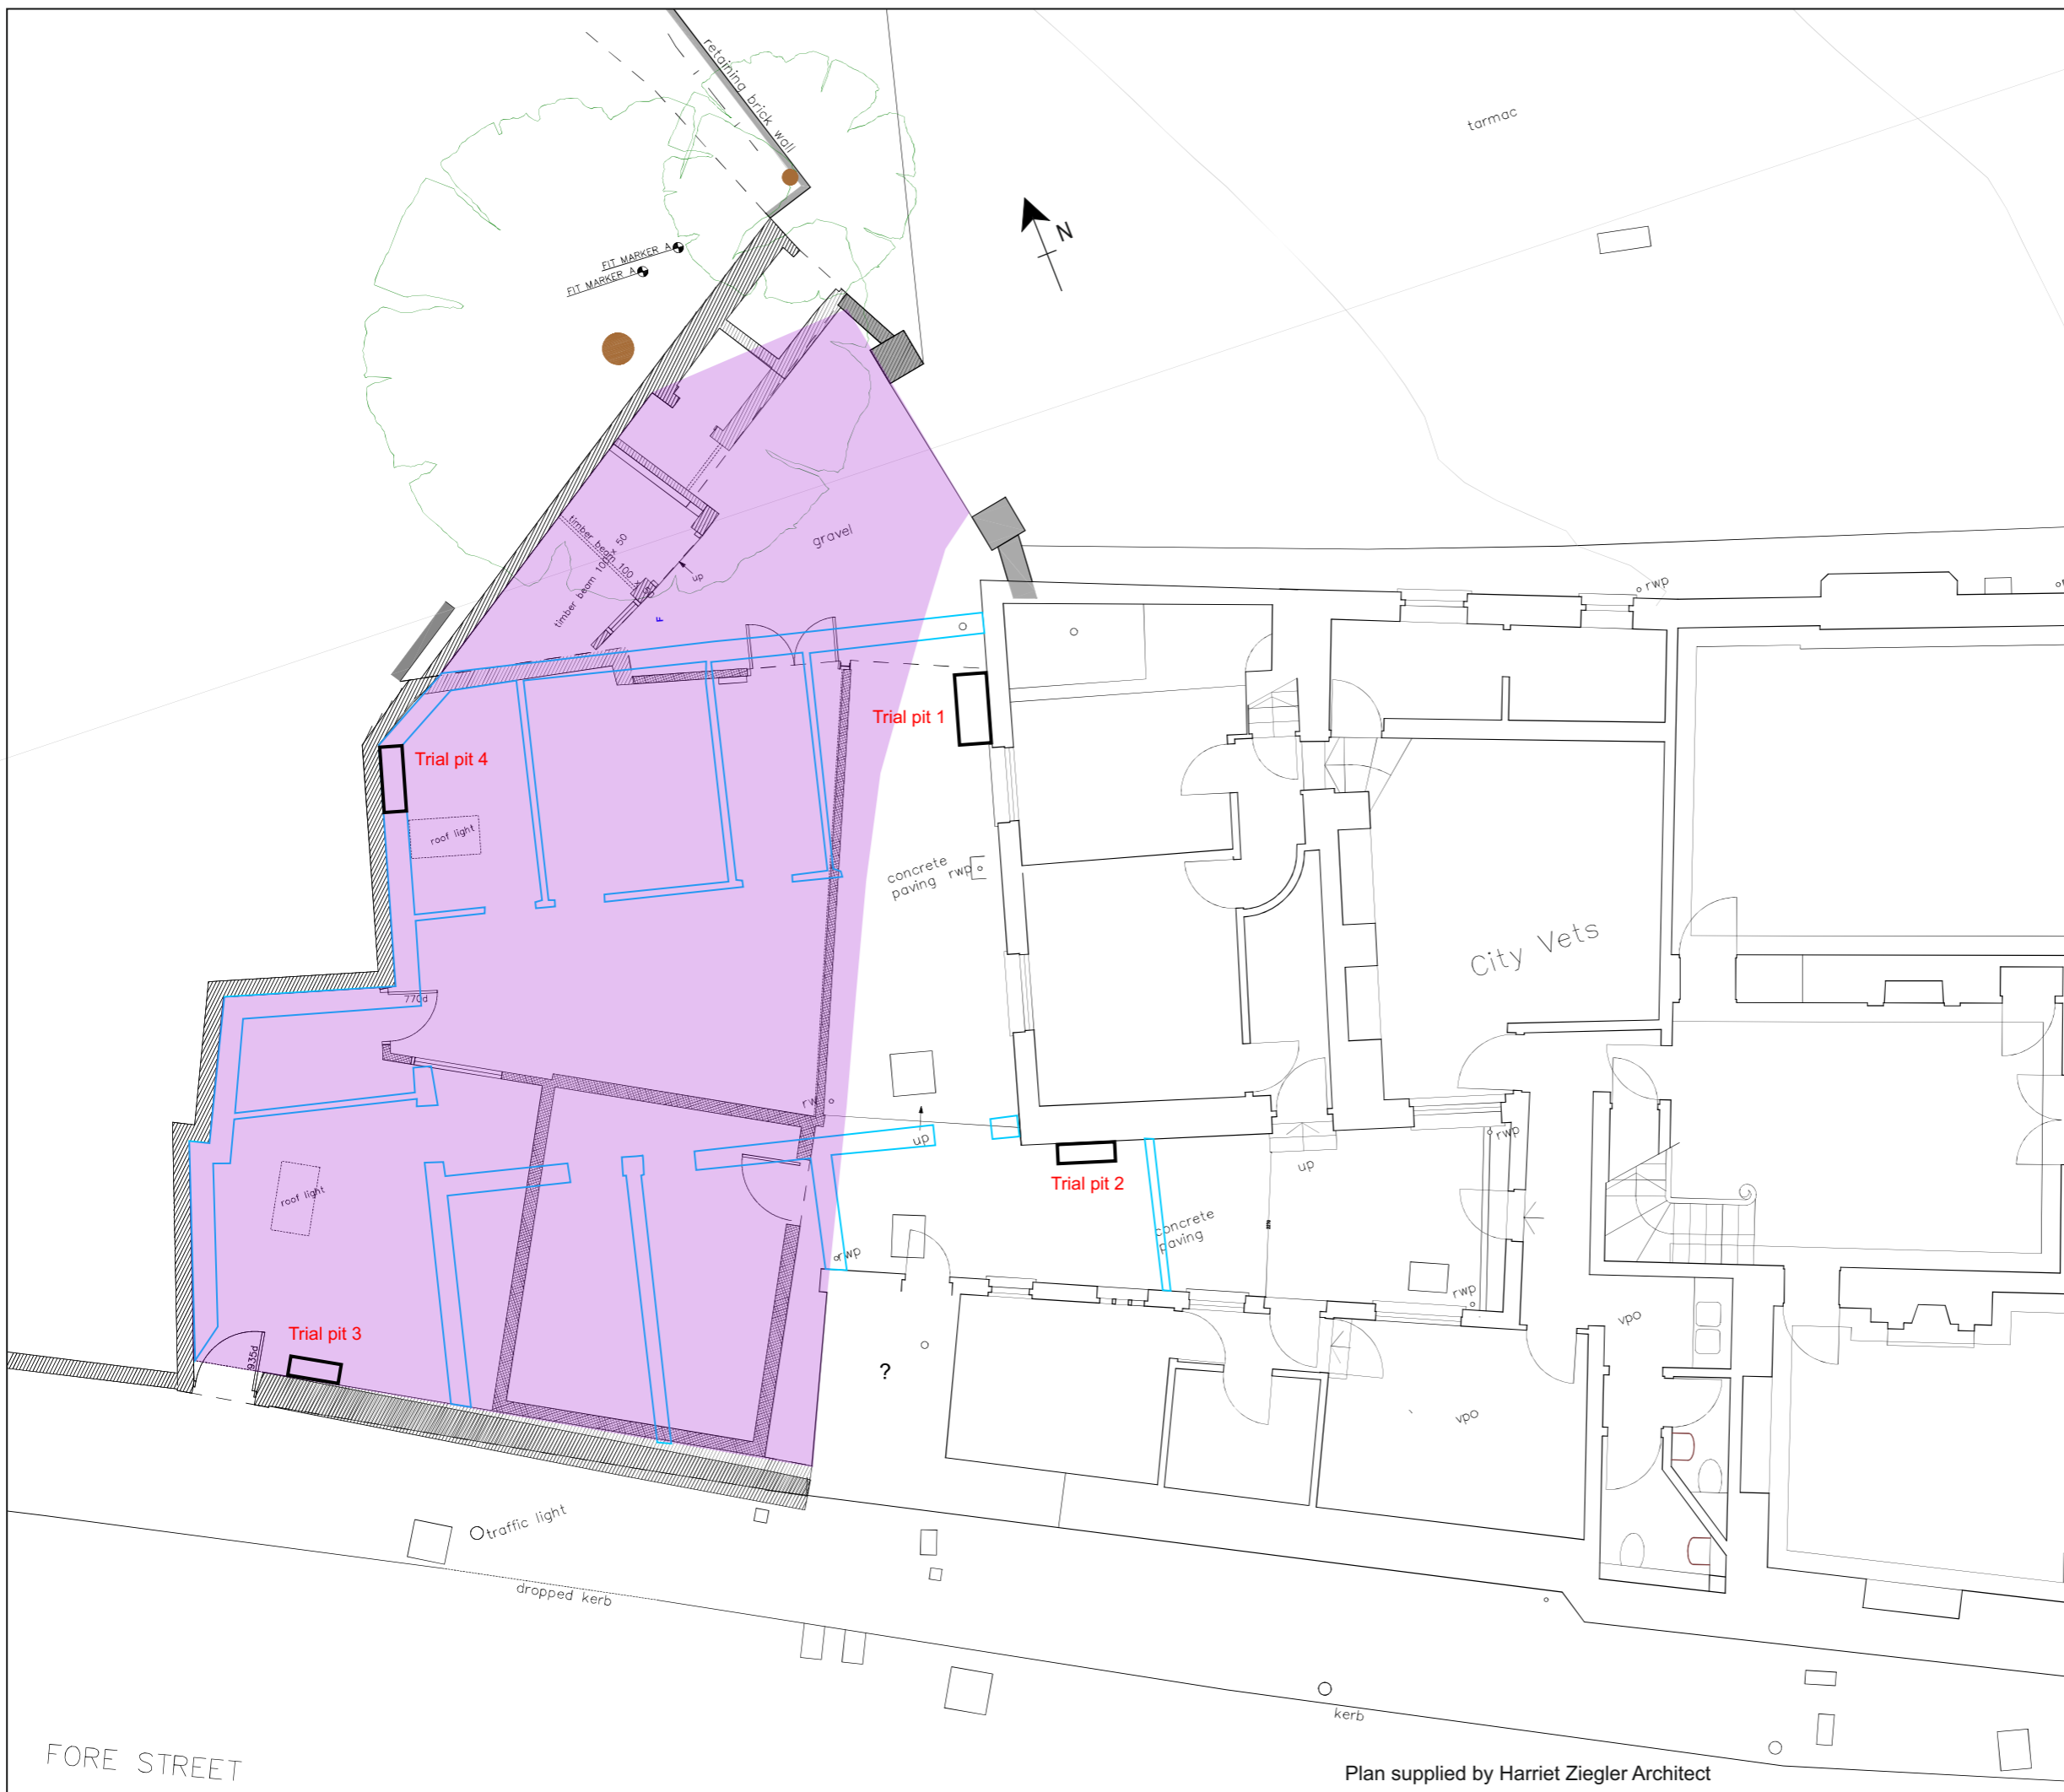 retaining brick wall
tarmac
N
FIT MARKER A
FIT MARKER A
gravel
timber beam 100 x 50
timber beam 100 x
up
F
rwp
Trial pit 1
Trial pit 4
roof light
concrete
paving rwp
City Vets
770d
rw
up
rwp
up
Trial pit 2
roof light
concrete
paving
rwp
rwp
vpo
Trial pit 3
935d
?
vpo
traffic light
dropped kerb
kerb
FORE STREET
Plan supplied by Harriet Ziegler Architect